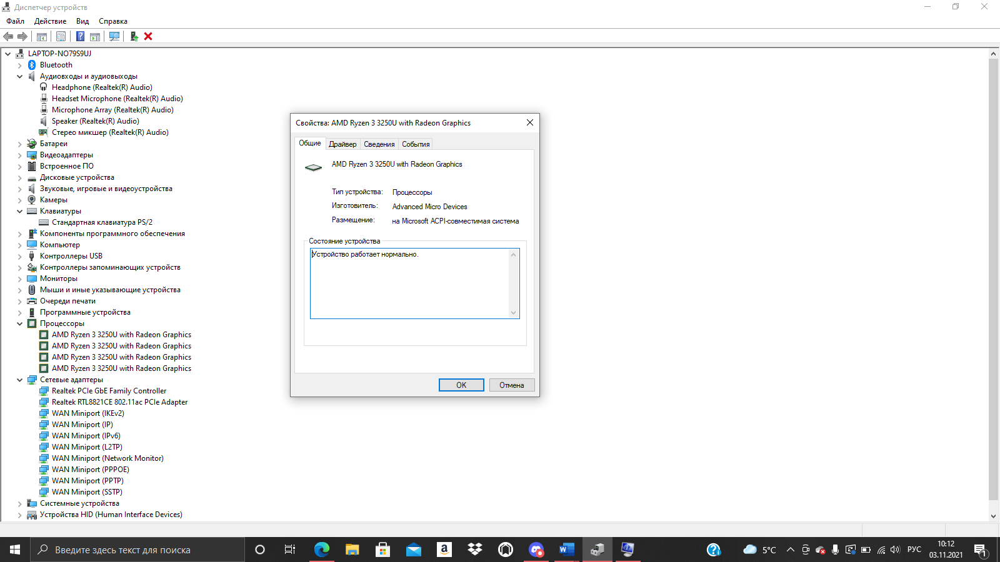 Диспетчер устройств
Файл Действие Вид Справка
LAPTOP-NO79S9UJ
Bluetooth
Аудиовходы и аудиовыходы
Headphone (Realtek(R) Audio)
Headset Microphone (Realtek(R) Audio)
Microphone Array (Realtek(R) Audio)
Speaker (Realtek(R) Audio)
Стерео микшер (Realtek(R) Audio)
Батареи
Видеоадаптеры
Встроенное ПО
Дисковые устройства
Звуковые, игровые и видеоустройства
Камеры
Клавиатуры
Стандартная клавиатура PS/2
Компоненты программного обеспечения
Компьютер
Контроллеры USB
Контроллеры запоминающих устройств
Мониторы
Мыши и иные указывающие устройства
Очереди печати
Программные устройства
Процессоры
AMD Ryzen 3 3250U with Radeon Graphics
AMD Ryzen 3 3250U with Radeon Graphics
AMD Ryzen 3 3250U with Radeon Graphics
AMD Ryzen 3 3250U with Radeon Graphics
Сетевые адаптеры
Realtek PCIe GbE Family Controller
Realtek RTL8821CE 802.11ac PCIe Adapter
WAN Miniport (IKEv2)
WAN Miniport (IP)
WAN Miniport (IPv6)
WAN Miniport (L2TP)
WAN Miniport (Network Monitor)
WAN Miniport (PPPOE)
WAN Miniport (PPTP)
WAN Miniport (SSTP)
Системные устройства
Устройства HID (Human Interface Devices)
Свойства: AMD Ryzen 3 3250U with Radeon Graphics
Общие Драйвер Сведения События
AMD Ryzen 3 3250U with Radeon Graphics
Тип устройства: Процессоры
Изготовитель: Advanced Micro Devices
Размещение: на Microsoft ACPI-совместимая система
Состояние устройства
Устройство работает нормально.
OK Отмена
Введите здесь текст для поиска
5°C
РУС
10:12
03.11.2021
1